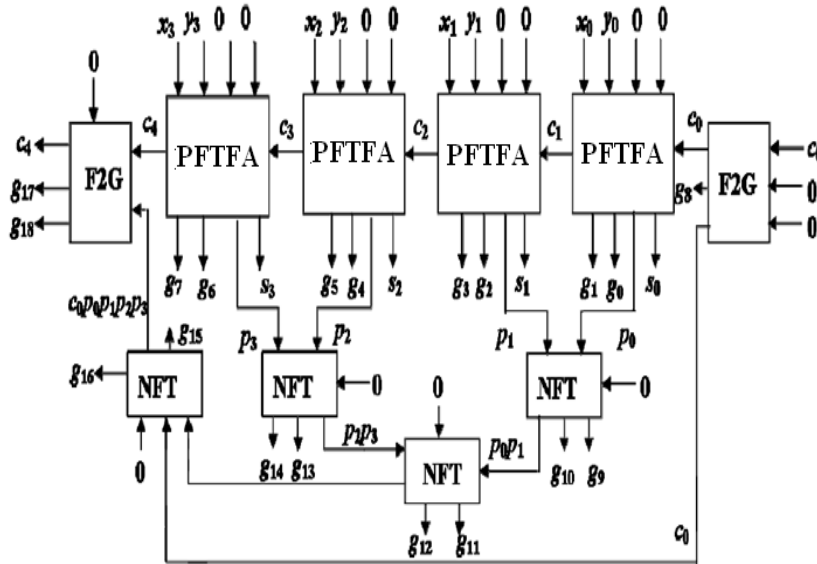 x₃ y₃ 0 0 x₂ y₂ 0 0 x₁ y₁ 0 0 x₀ y₀ 0 0
0
c₄ c₃ c₂ c₁ c₀
c₄ F2G PFTFA PFTFA PFTFA PFTFA F2G c
g₁₇ g₈ 0
g₁₈ 0
g₇ g₆ s₃ g₅ g₄ s₂ g₃ g₂ s₁ g₁ g₀ s₀
c₀p₀p₁p₂p₃ g₁₅ p₃ p₂ p₁ p₀
g₁₆ NFT NFT 0 0 NFT 0
0 g₁₄ g₁₃ p₂p₃ NFT p₀p₁ g₁₀ g₉
g₁₂ g₁₁ c₀